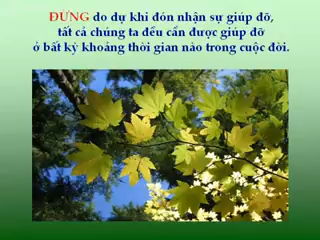 ĐỪNG do dự khi đón nhận sự giúp đỡ,
tất cả chúng ta đều cần được giúp đỡ
ở bất kỳ khoảng thời gian nào trong cuộc đời.